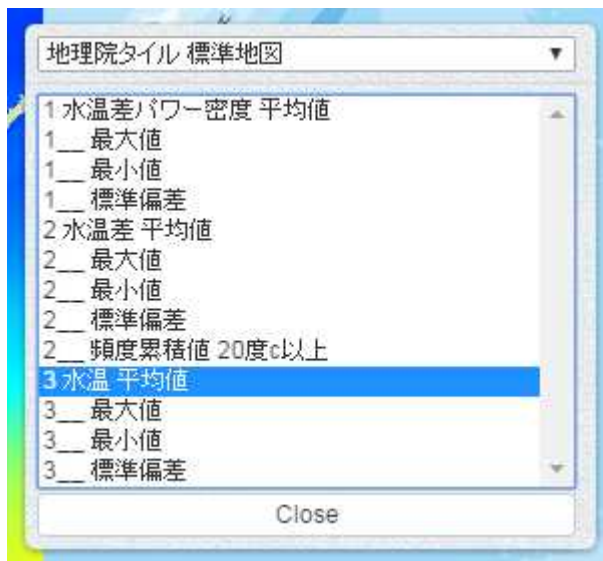 地理院タイル 標準地図
1 水温差パワー密度 平均値
1__ 最大値
1__ 最小値
1__ 標準偏差
2 水温差 平均値
2__ 最大値
2__ 最小値
2__ 標準偏差
2__ 頻度累積値 20度c以上
3 水温 平均値
3__ 最大値
3__ 最小値
3__ 標準偏差
Close